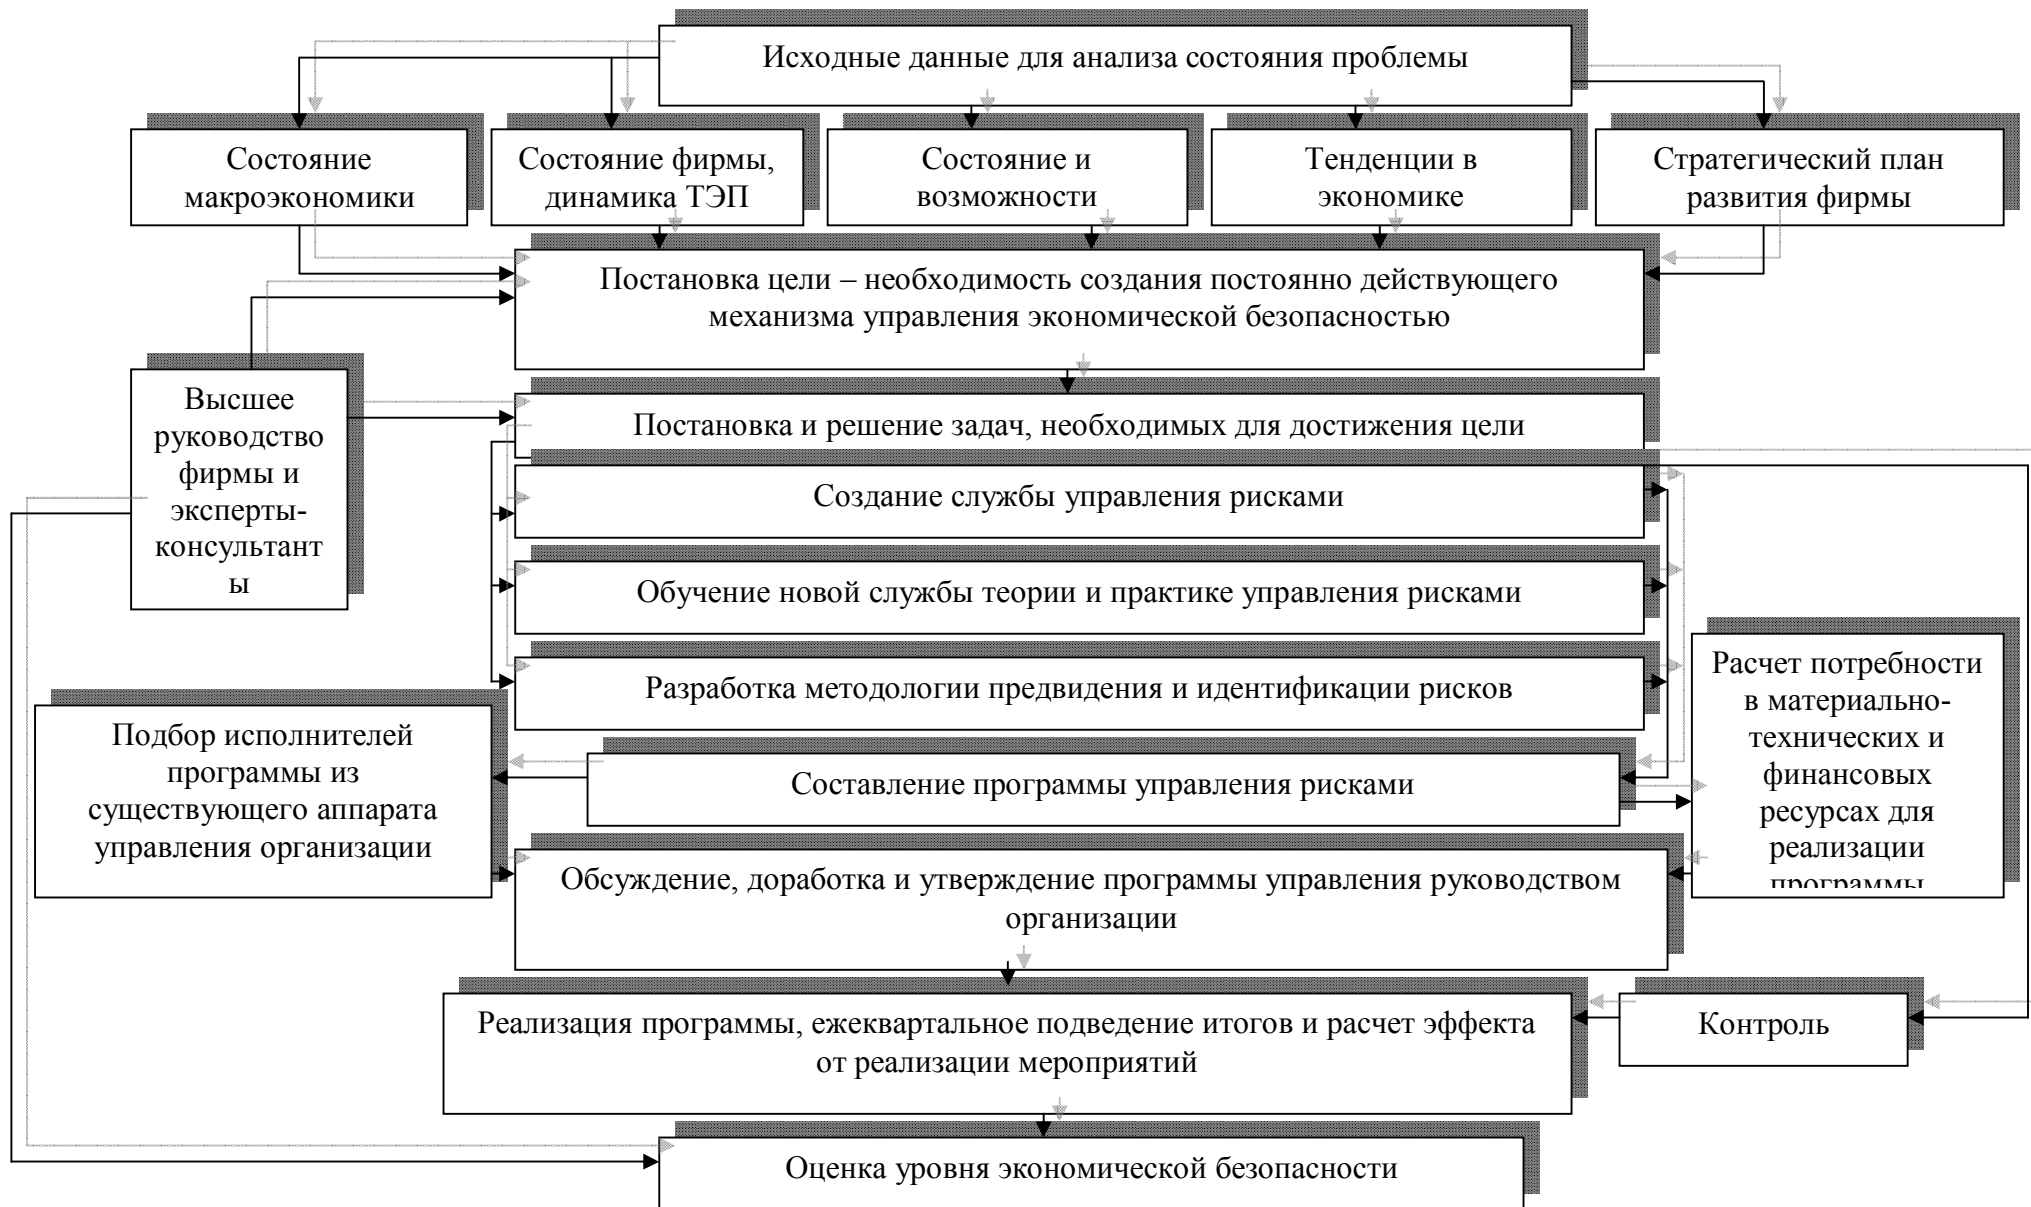 Исходные данные для анализа состояния проблемы
Состояние
макроэкономики
Состояние фирмы,
динамика ТЭП
Состояние и
возможности
Тенденции в
экономике
Стратегический план
развития фирмы
Постановка цели – необходимость создания постоянно действующего
механизма управления экономической безопасностью
Высшее
руководство
фирмы и
эксперты-
консультант
ы
Постановка и решение задач, необходимых для достижения цели
Создание службы управления рисками
Обучение новой службы теории и практике управления рисками
Разработка методологии предвидения и идентификации рисков
Расчет потребности
в материально-
технических и
финансовых
ресурсах для
реализации
программы
Подбор исполнителей
программы из
существующего аппарата
управления организации
Составление программы управления рисками
Обсуждение, доработка и утверждение программы управления руководством
организации
Реализация программы, ежеквартальное подведение итогов и расчет эффекта
от реализации мероприятий
Контроль
Оценка уровня экономической безопасности